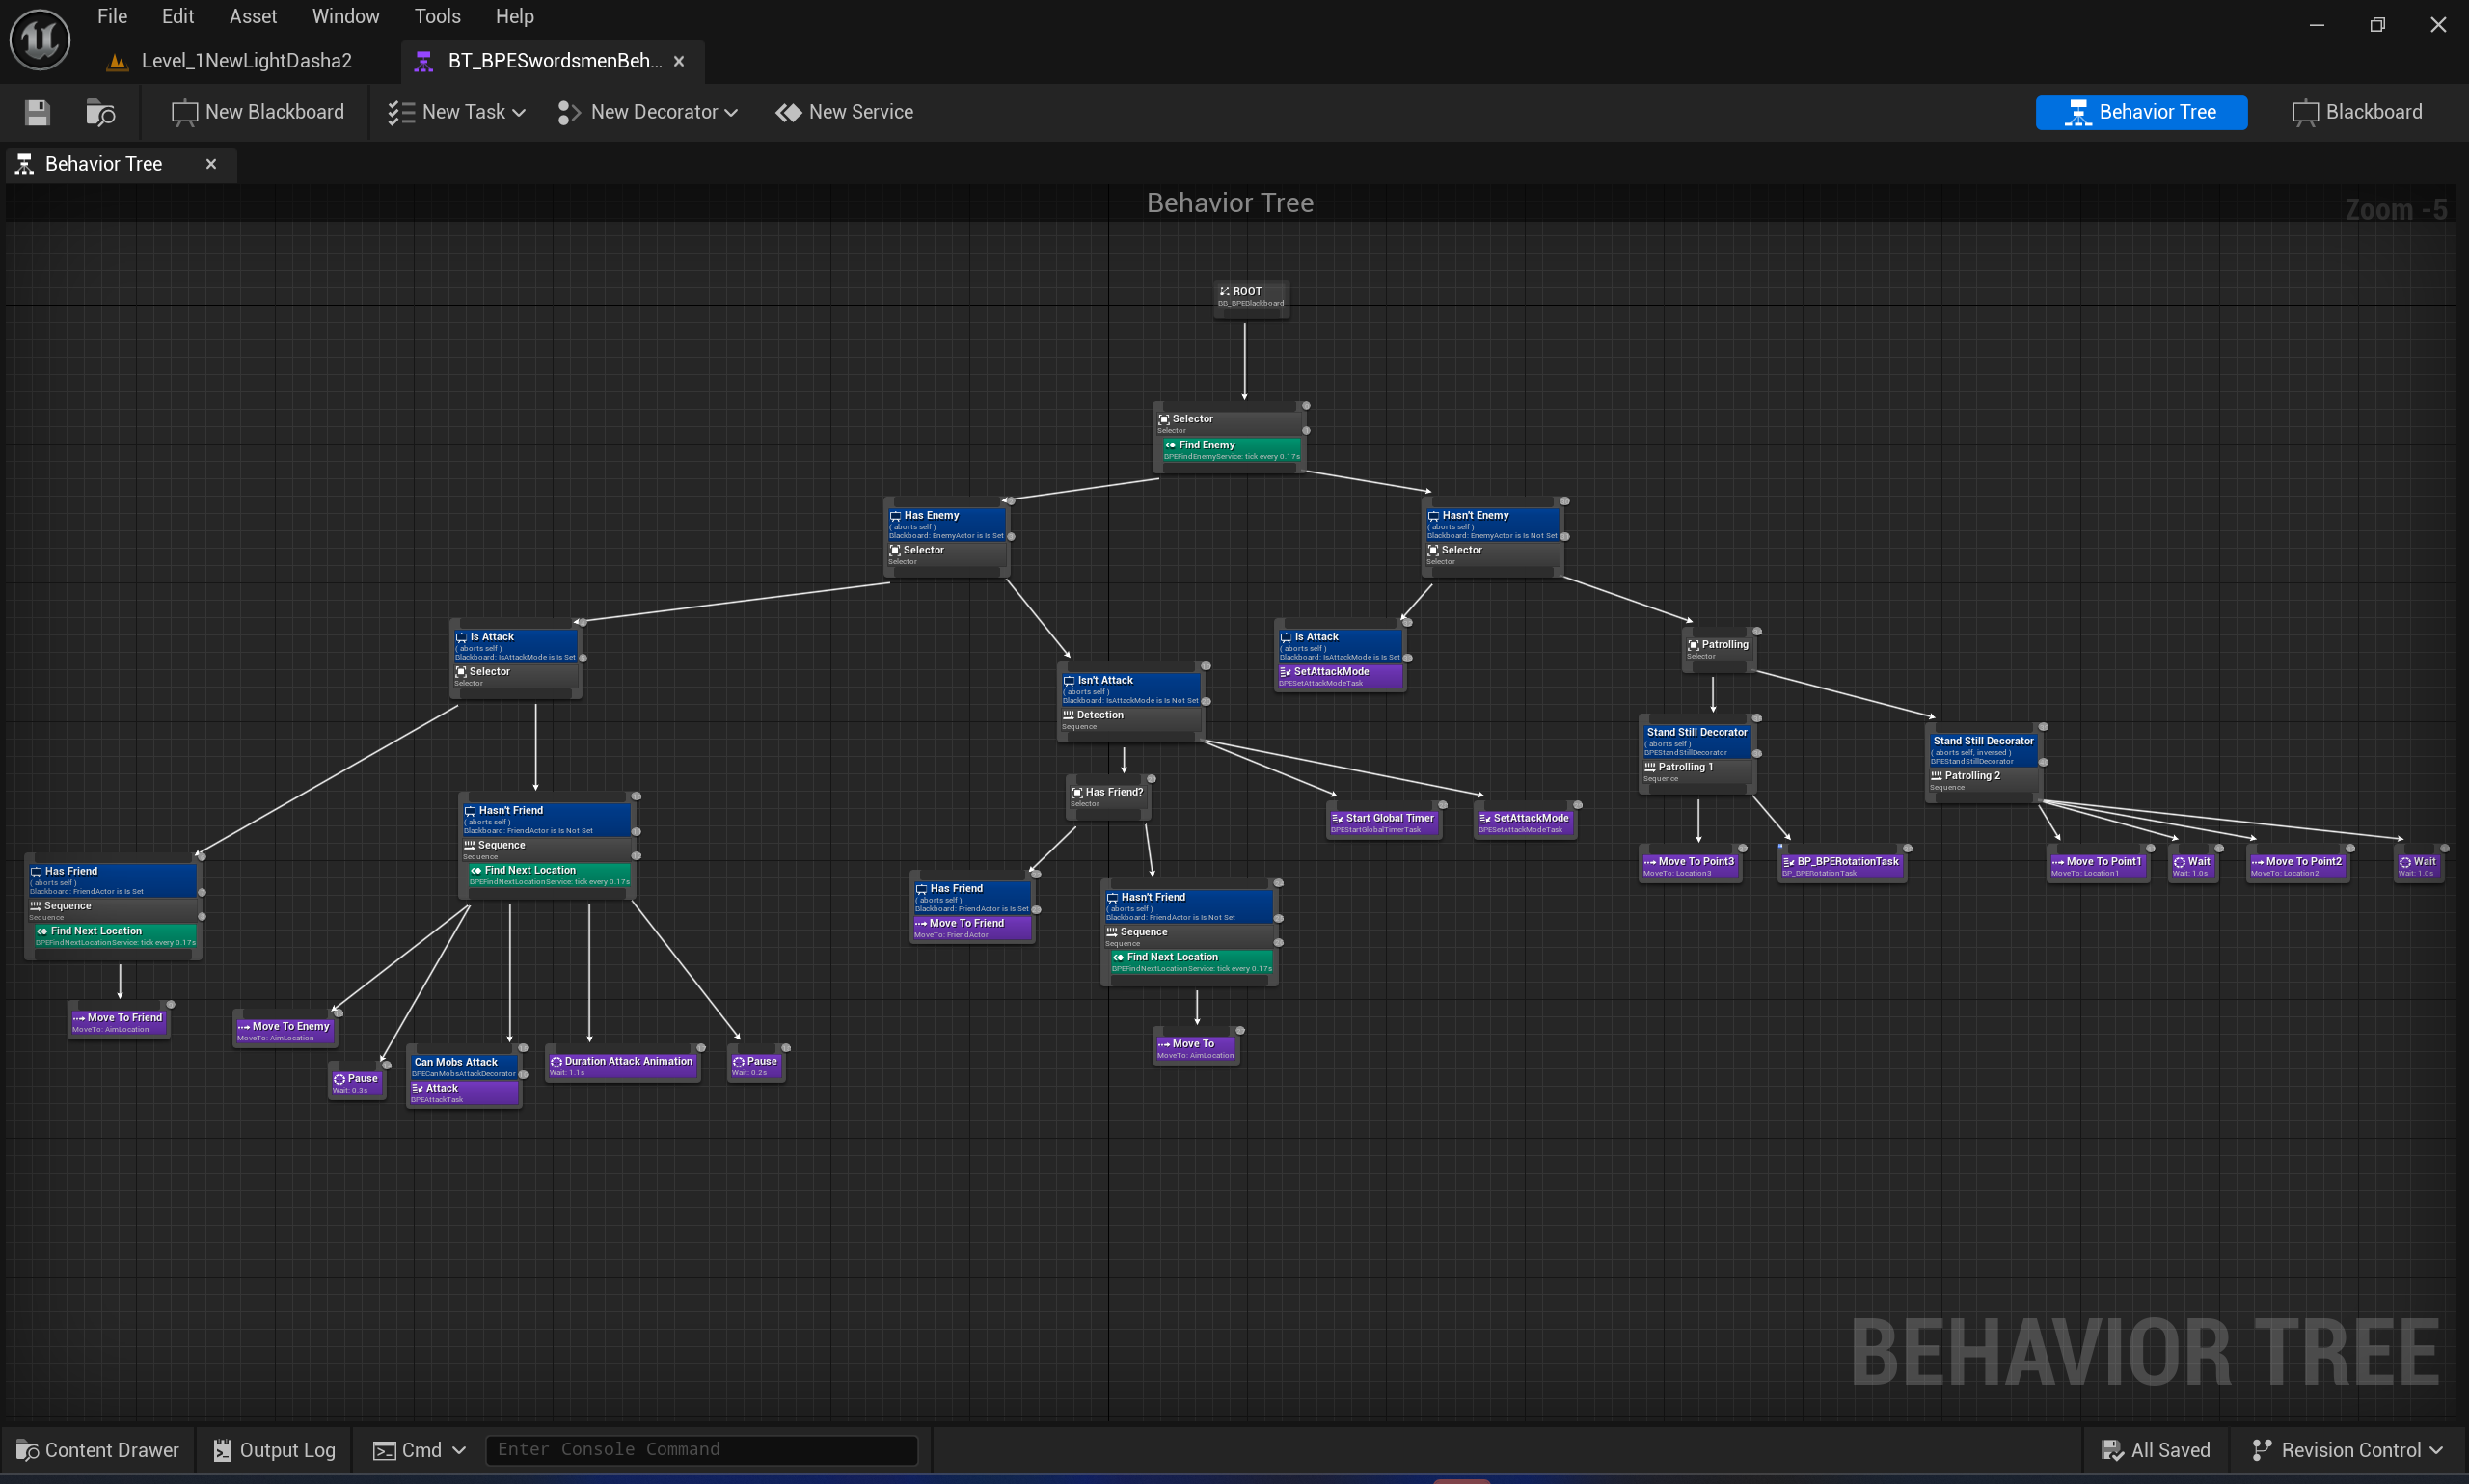 File Edit Asset Window Tools Help
Level_1NewLightDasha2
BT_BPESwordsmenBeh...
New Blackboard
New Task
New Decorator
New Service
Behavior Tree
Blackboard
Behavior Tree
Behavior Tree
Zoom -5
ROOT
BB_BPEBlackboard
Selector
Selector
Find Enemy
BPEFindEnemyService: tick every 0.17s
Has Enemy
( aborts self )
Blackboard: EnemyActor is Is Set
Selector
Selector
Hasn't Enemy
( aborts self )
Blackboard: EnemyActor is Is Not Set
Selector
Selector
Is Attack
( aborts self )
Blackboard: IsAttackMode is Is Set
Selector
Selector
Isn't Attack
( aborts self )
Blackboard: IsAttackMode is Is Not Set
Detection
Sequence
Is Attack
( aborts self )
Blackboard: IsAttackMode is Is Set
SetAttackMode
BPESetAttackModeTask
Patrolling
Selector
Stand Still Decorator
( aborts self )
BPEStandStillDecorator
Patrolling 1
Sequence
Stand Still Decorator
( aborts self, inversed )
BPEStandStillDecorator
Patrolling 2
Sequence
Has Friend?
Selector
Start Global Timer
BPEStartGlobalTimerTask
SetAttackMode
BPESetAttackModeTask
Hasn't Friend
( aborts self )
Blackboard: FriendActor is Is Not Set
Sequence
Sequence
Find Next Location
BPEFindNextLocationService: tick every 0.17s
Has Friend
( aborts self )
Blackboard: FriendActor is Is Set
Sequence
Sequence
Find Next Location
BPEFindNextLocationService: tick every 0.17s
Has Friend
( aborts self )
Blackboard: FriendActor is Is Set
Move To Friend
MoveTo: FriendActor
Hasn't Friend
( aborts self )
Blackboard: FriendActor is Is Not Set
Sequence
Sequence
Find Next Location
BPEFindNextLocationService: tick every 0.17s
Move To Point3
MoveTo: Location3
BP_BPERotationTask
BP_BPERotationTask
Move To Point1
MoveTo: Location1
Wait
Wait: 1.0s
Move To Point2
MoveTo: Location2
Wait
Wait: 1.0s
Move To Friend
MoveTo: AimLocation
Move To Enemy
MoveTo: AimLocation
Pause
Wait: 0.3s
Can Mobs Attack
BPECanMobsAttackDecorator
Attack
BPEAttackTask
Duration Attack Animation
Wait: 1.1s
Pause
Wait: 0.2s
Move To
MoveTo: AimLocation
BEHAVIOR TREE
Content Drawer
Output Log
Cmd
Enter Console Command
All Saved
Revision Control